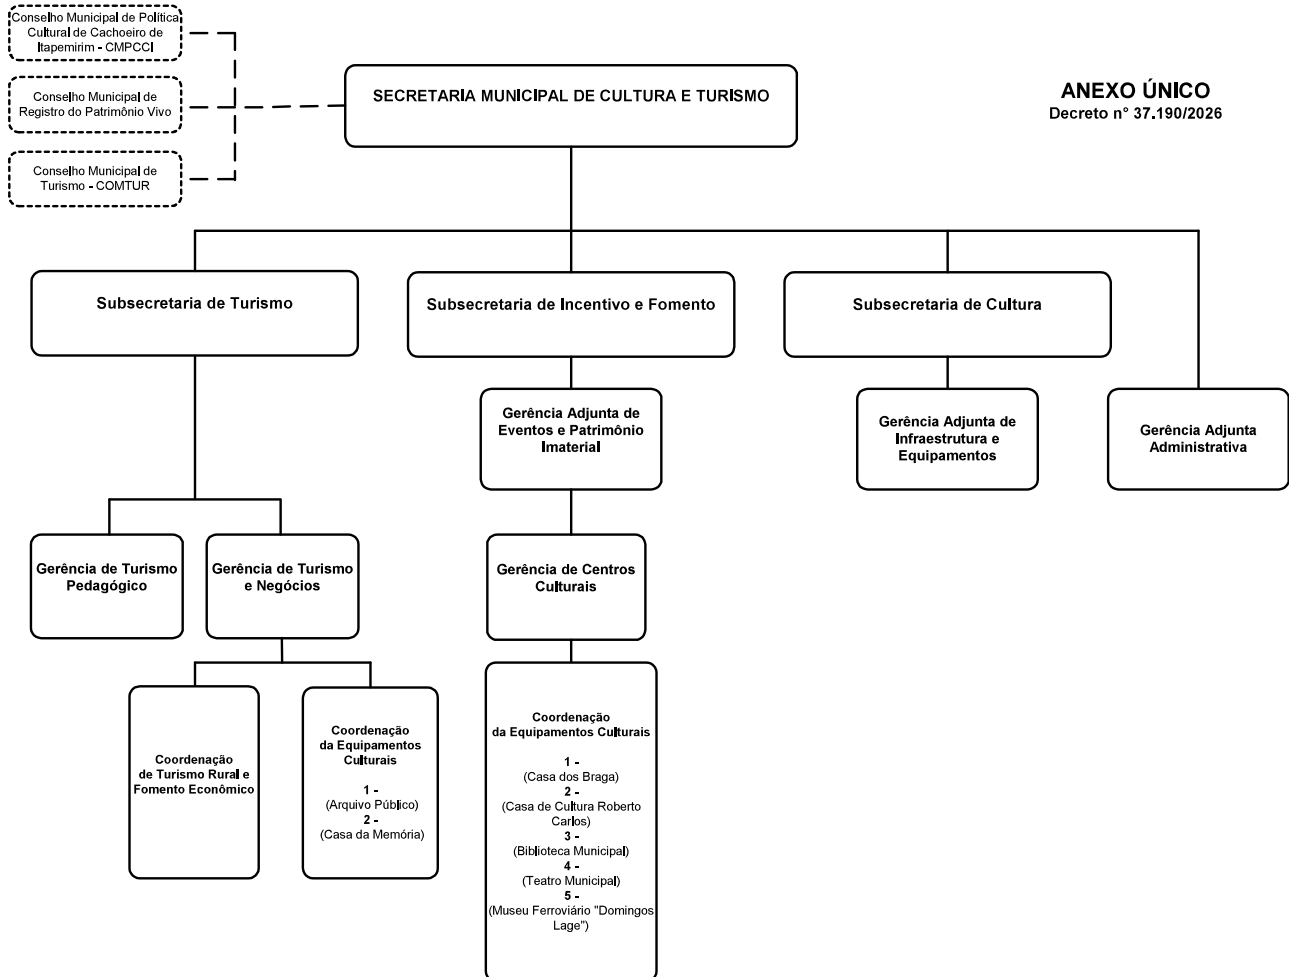 Conselho Municipal de Política
Cultural de Cachoeiro de
Itapemirim - CMPCCI
Conselho Municipal de
Registro do Patrimônio Vivo
Conselho Municipal de
Turismo - COMTUR
SECRETARIA MUNICIPAL DE CULTURA E TURISMO
ANEXO ÚNICO
Decreto n° 37.190/2026
Subsecretaria de Turismo
Subsecretaria de Incentivo e Fomento
Subsecretaria de Cultura
Gerência Adjunta de
Eventos e Patrimônio
Imaterial
Gerência Adjunta de
Infraestrutura e
Equipamentos
Gerência Adjunta
Administrativa
Gerência de Turismo
Pedagógico
Gerência de Turismo
e Negócios
Gerência de Centros
Culturais
Coordenação
de Turismo Rural e
Fomento Econômico
Coordenação
da Equipamentos
Culturais
1 -
(Arquivo Público)
2 -
(Casa da Memória)
Coordenação
da Equipamentos Culturais
1 -
(Casa dos Braga)
2 -
(Casa de Cultura Roberto
Carlos)
3 -
(Biblioteca Municipal)
4 -
(Teatro Municipal)
5 -
(Museu Ferroviário "Domingos
Lage")